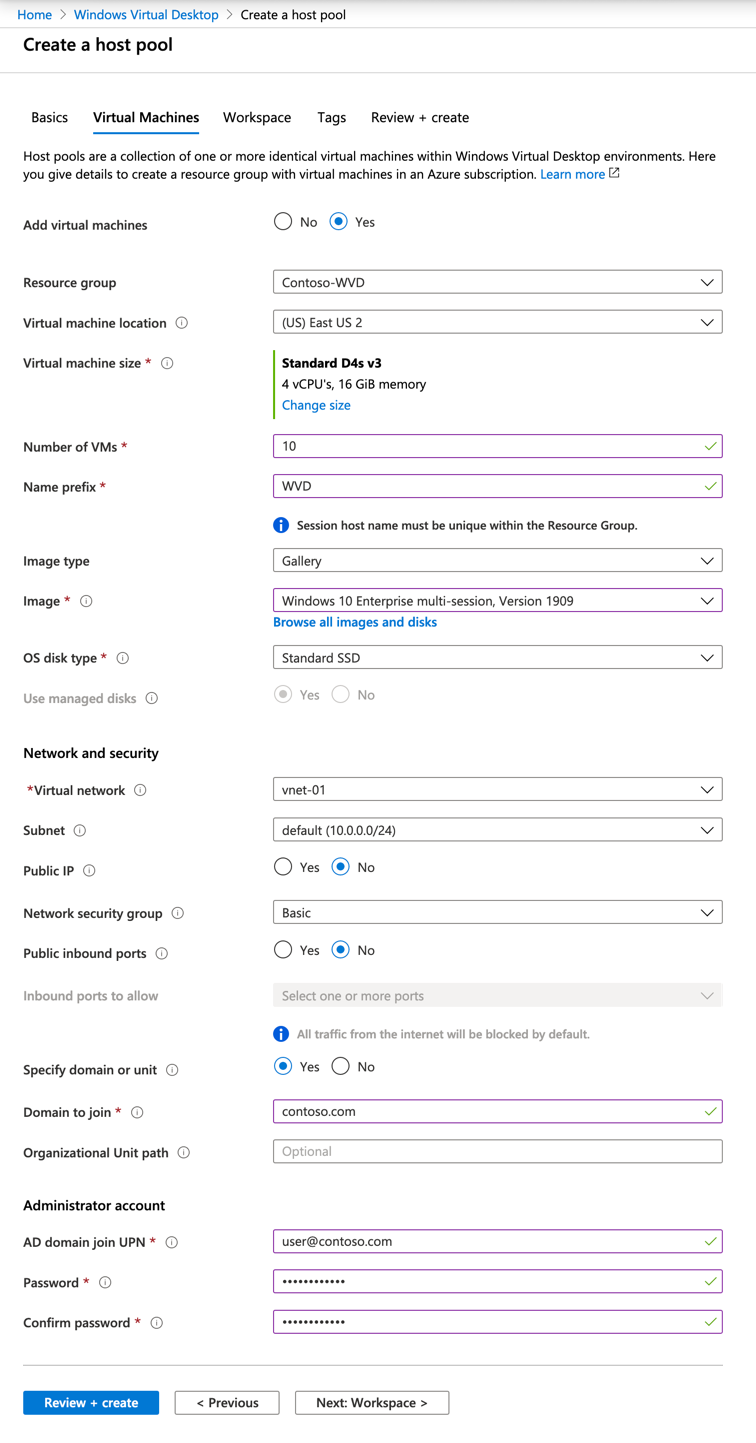 Home > Windows Virtual Desktop > Create a host pool
Create a host pool
Basics Virtual Machines Workspace Tags Review + create
Host pools are a collection of one or more identical virtual machines within Windows Virtual Desktop environments. Here
you give details to create a resource group with virtual machines in an Azure subscription. Learn more
Add virtual machines No Yes
Resource group Contoso-WVD
Virtual machine location (US) East US 2
Virtual machine size * Standard D4s v3
4 vCPU's, 16 GiB memory
Change size
Number of VMs * 10
Name prefix * WVD
Session host name must be unique within the Resource Group.
Image type Gallery
Image * Windows 10 Enterprise multi-session, Version 1909
Browse all images and disks
OS disk type * Standard SSD
Use managed disks Yes No
Network and security
*Virtual network vnet-01
Subnet default (10.0.0.0/24)
Public IP Yes No
Network security group Basic
Public inbound ports Yes No
Inbound ports to allow Select one or more ports
All traffic from the internet will be blocked by default.
Specify domain or unit Yes No
Domain to join * contoso.com
Organizational Unit path Optional
Administrator account
AD domain join UPN * user@contoso.com
Password * ••••••••••••
Confirm password * ••••••••••••
Review + create < Previous Next: Workspace >